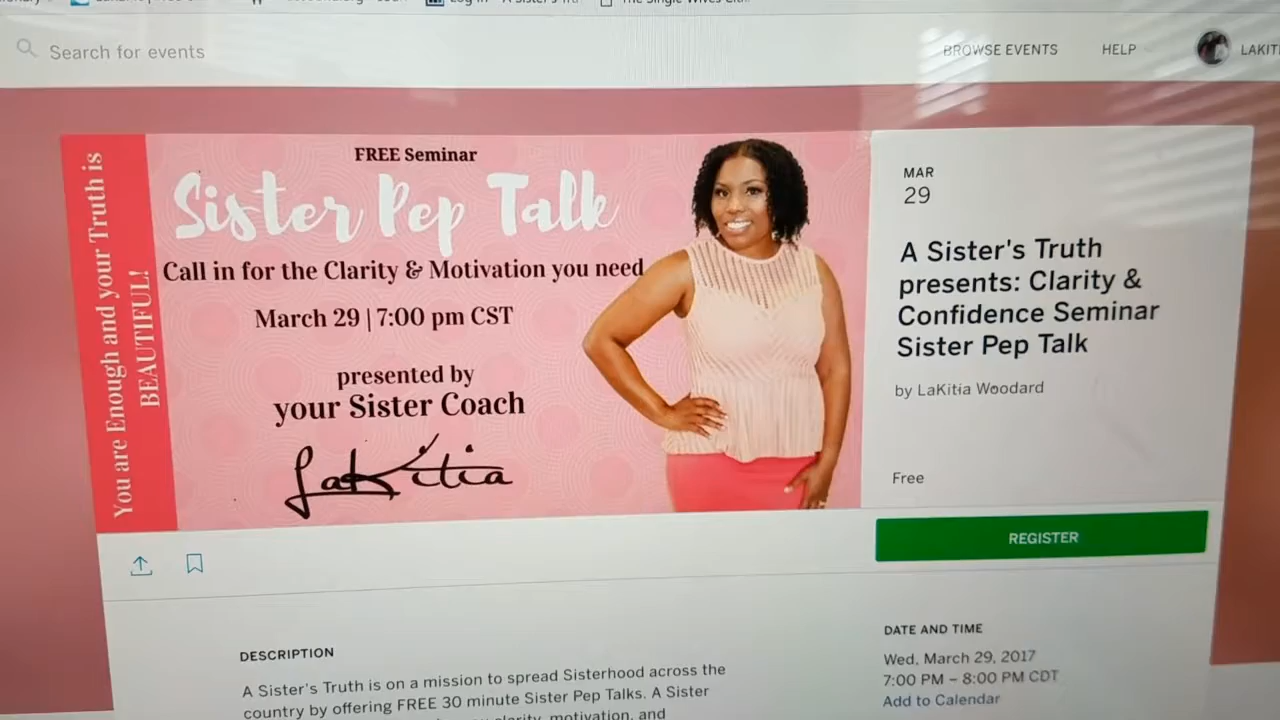 Search for events
BROWSE EVENTS
HELP
You are Enough and your Truth is
BEAUTIFUL!
FREE Seminar
Sister Pep Talk
Call in for the Clarity & Motivation you need
March 29 | 7:00 pm CST
presented by
your Sister Coach
LaKitia
MAR
29
A Sister's Truth
presents: Clarity &
Confidence Seminar
Sister Pep Talk
by LaKitia Woodard
Free
REGISTER
DESCRIPTION
A Sister's Truth is on a mission to spread Sisterhood across the
country by offering FREE 30 minute Sister Pep Talks. A Sister
clarity, motivation, and
DATE AND TIME
Wed, March 29, 2017
7:00 PM – 8:00 PM CDT
Add to Calendar